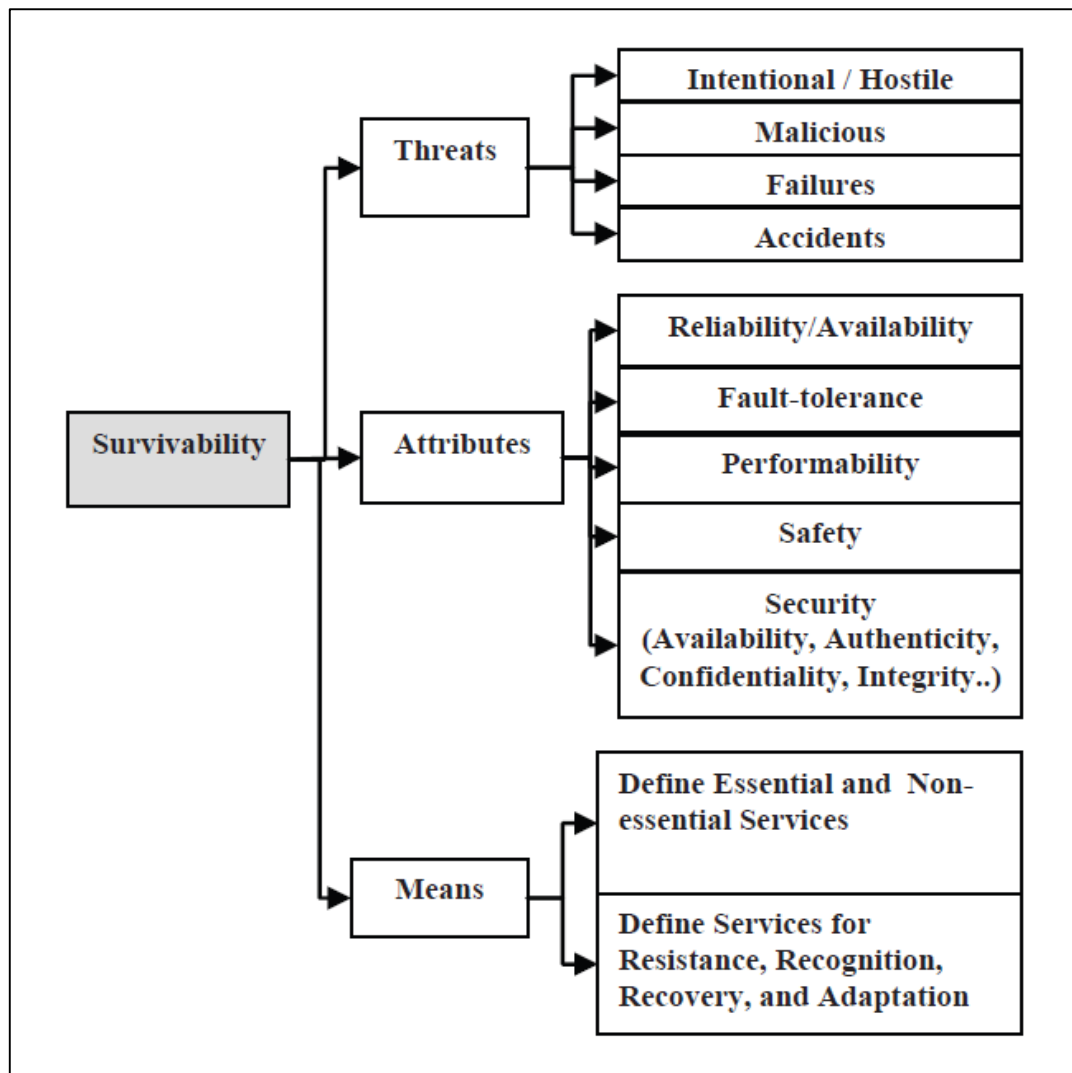 Survivability
Threats
Intentional / Hostile
Malicious
Failures
Accidents
Attributes
Reliability/Availability
Fault-tolerance
Performability
Safety
Security
(Availability, Authenticity,
Confidentiality, Integrity..)
Means
Define Essential and Non-
essential Services
Define Services for
Resistance, Recognition,
Recovery, and Adaptation